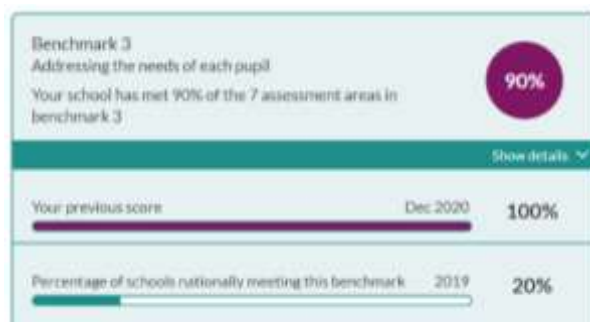 Benchmark 3
Addressing the needs of each pupil
Your school has met 90% of the 7 assessment areas in
benchmark 3
90%
Show details
Your previous score Dec 2020 100%
Percentage of schools nationally meeting this benchmark 2019 20%